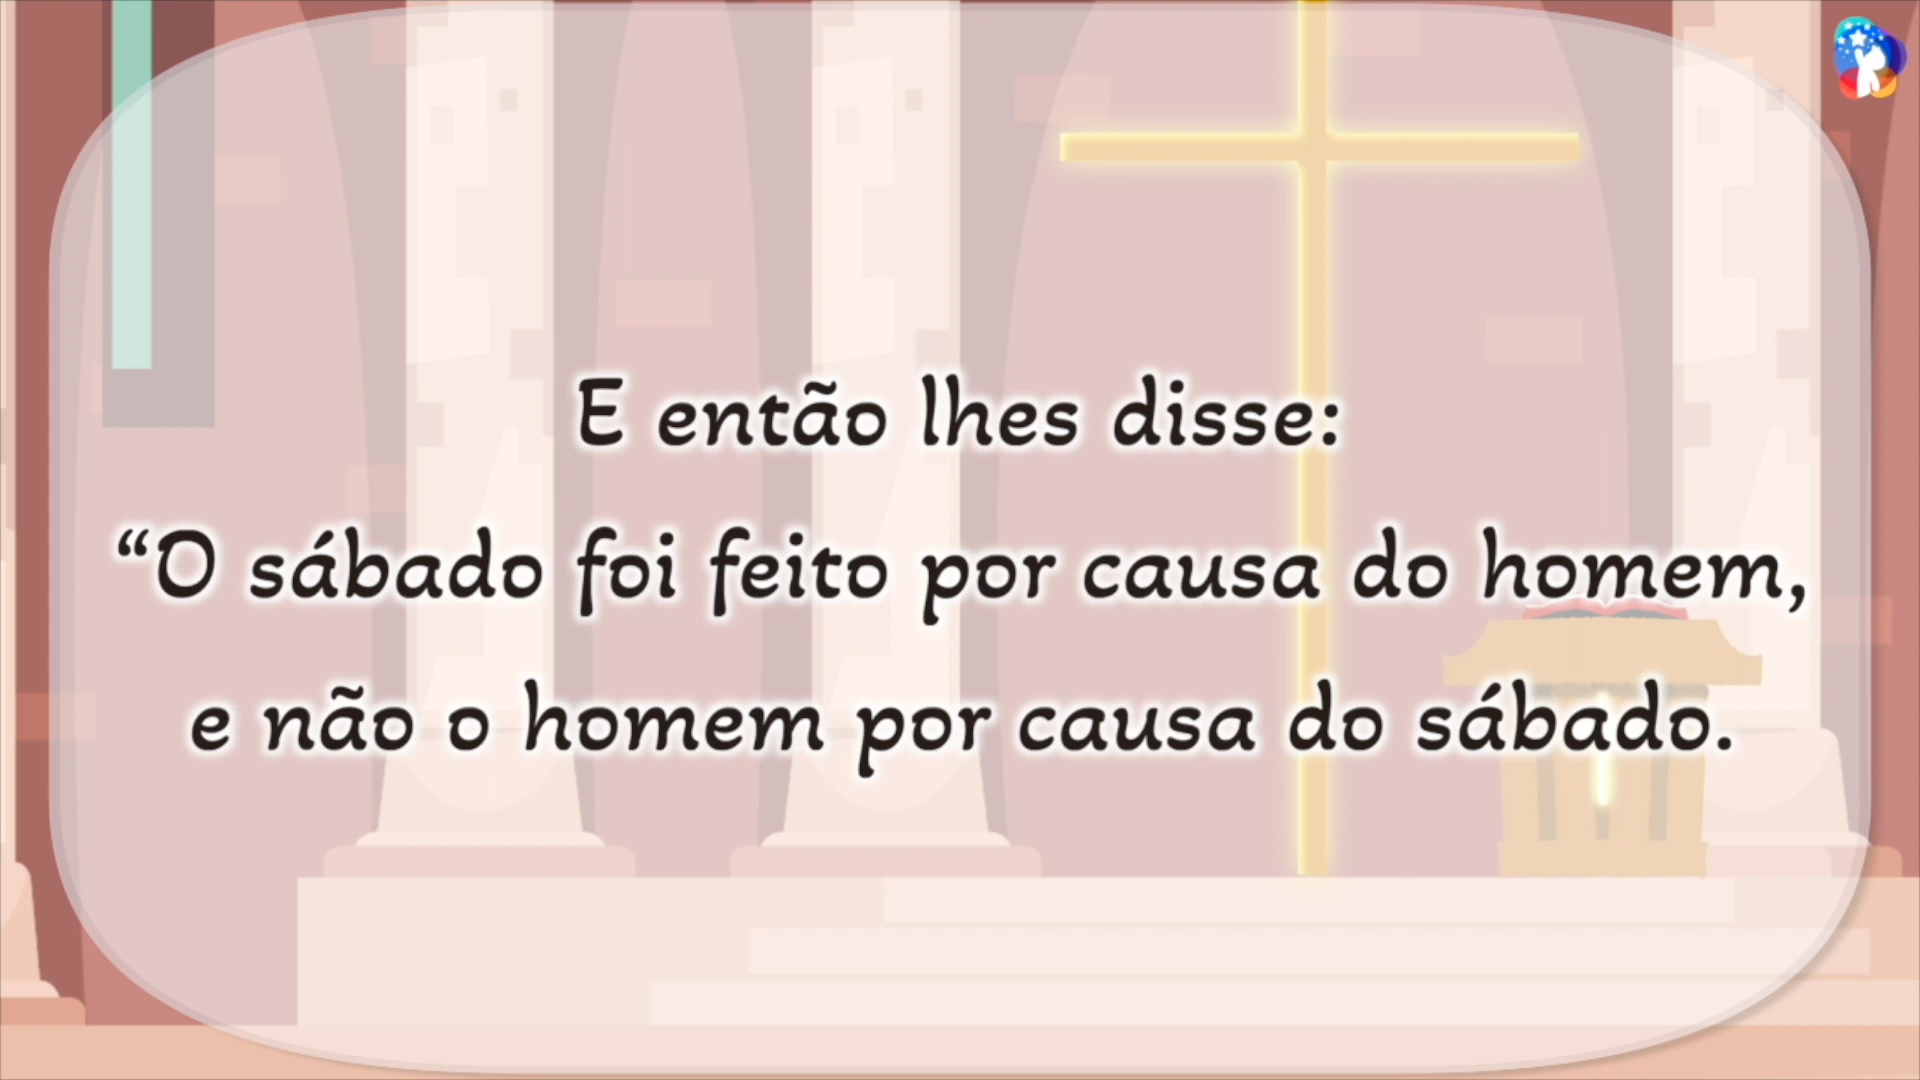 E então lhes disse:
“O sábado foi feito por causa do homem,
e não o homem por causa do sábado.